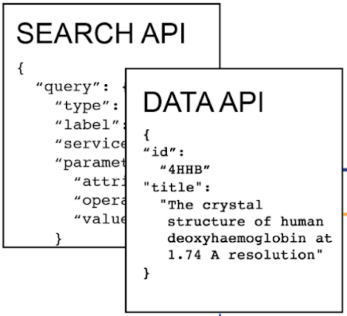 SEARCH API
{
“query”: {
“type”:
“label”:
“service
“paramet
“attri
“opera
“value
}
DATA API
{
“id”:
“4HHB”
"title":
"The crystal
structure of human
deoxyhaemoglobin at
1.74 A resolution"
}